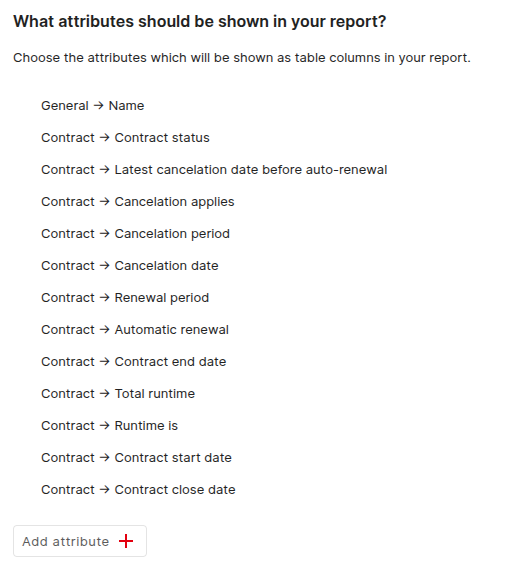 What attributes should be shown in your report?
Choose the attributes which will be shown as table columns in your report.
General → Name
Contract → Contract status
Contract → Latest cancelation date before auto-renewal
Contract → Cancelation applies
Contract → Cancelation period
Contract → Cancelation date
Contract → Renewal period
Contract → Automatic renewal
Contract → Contract end date
Contract → Total runtime
Contract → Runtime is
Contract → Contract start date
Contract → Contract close date
Add attribute +